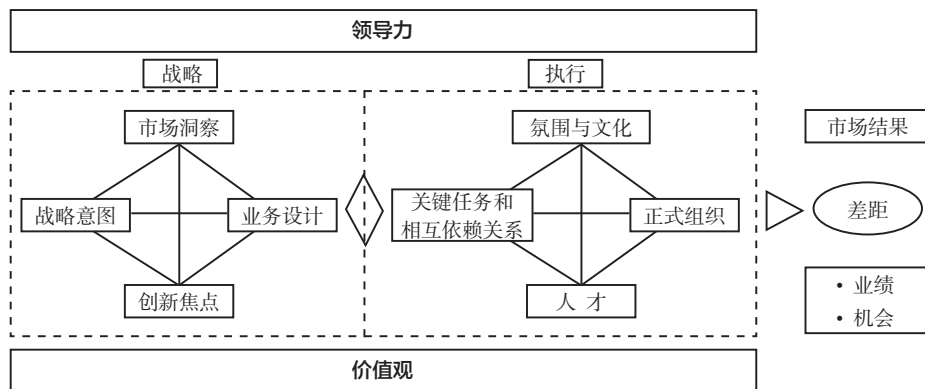 领导力
战略
执行
市场洞察
战略意图
业务设计
创新焦点
氛围与文化
关键任务和
相互依赖关系
正式组织
人 才
市场结果
差距
• 业绩
• 机会
价值观